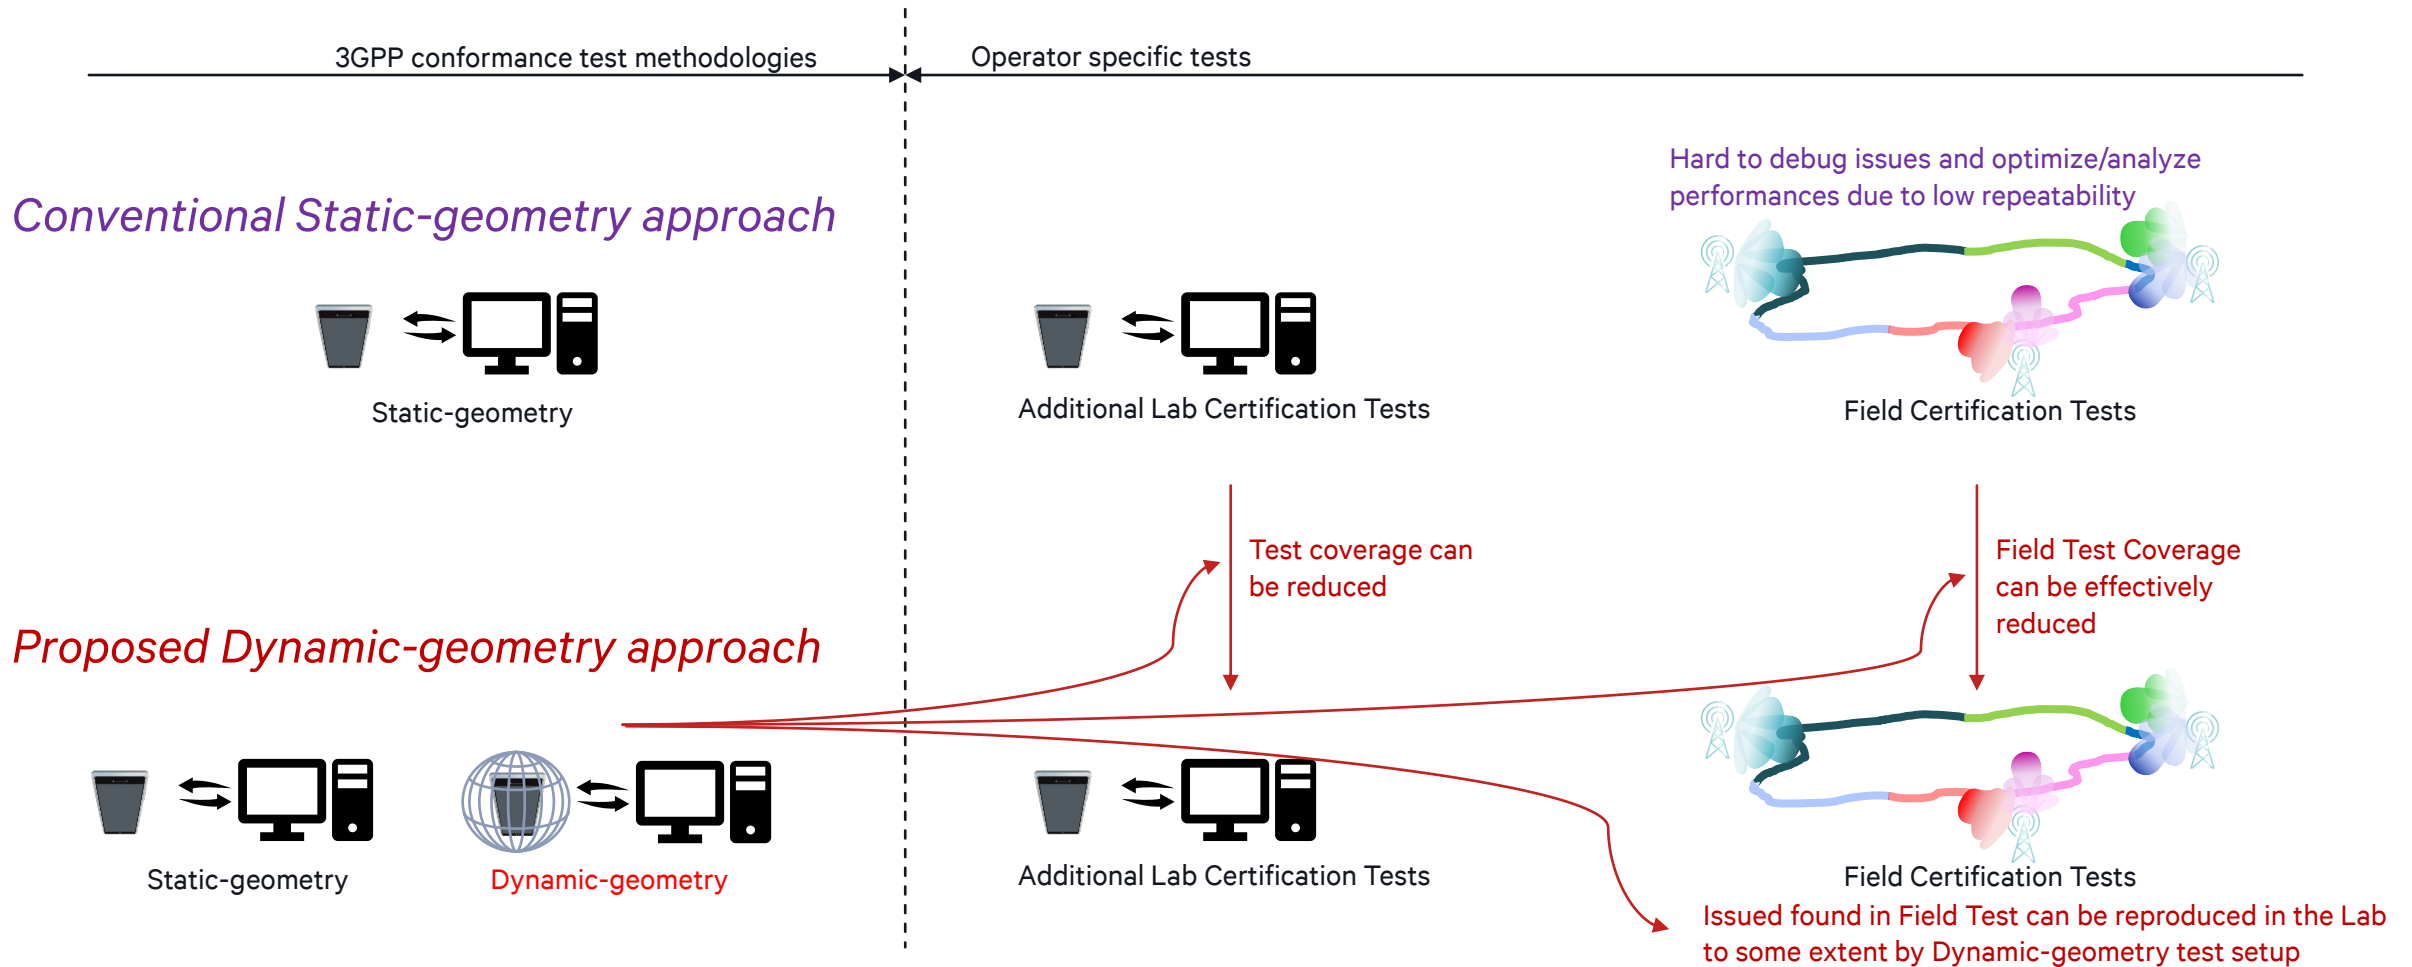 3GPP conformance test methodologies
Operator specific tests
Hard to debug issues and optimize/analyze
performances due to low repeatability
Conventional Static-geometry approach
Static-geometry
Additional Lab Certification Tests
Field Certification Tests
Test coverage can
be reduced
Field Test Coverage
can be effectively
reduced
Proposed Dynamic-geometry approach
Static-geometry
Dynamic-geometry
Additional Lab Certification Tests
Field Certification Tests
Issued found in Field Test can be reproduced in the Lab
to some extent by Dynamic-geometry test setup